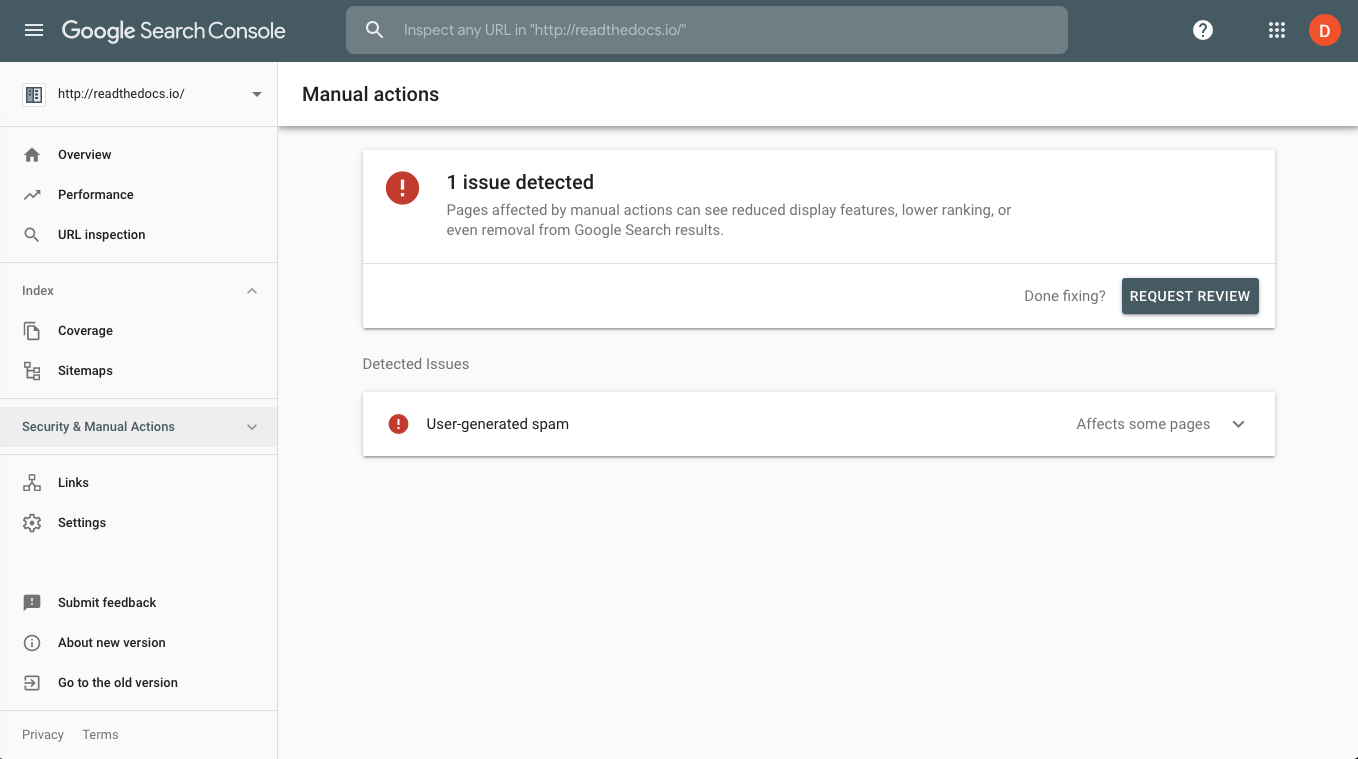 Google Search Console
Inspect any URL in "http://readthedocs.io/"
?
D
http://readthedocs.io/
Overview
Performance
URL inspection
Index
Coverage
Sitemaps
Security & Manual Actions
Links
Settings
Submit feedback
About new version
Go to the old version
Privacy Terms
Manual actions
1 issue detected
Pages affected by manual actions can see reduced display features, lower ranking, or
even removal from Google Search results.
Done fixing? REQUEST REVIEW
Detected Issues
User-generated spam Affects some pages